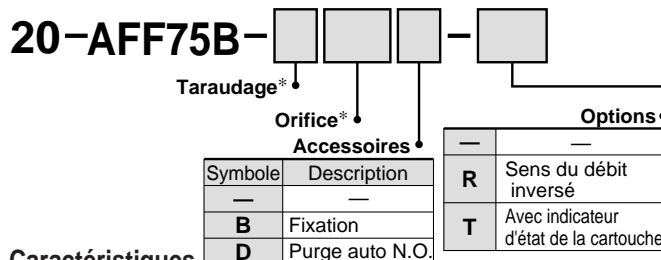 20-AFF75B-
Taraudage*
Orifice*
Accessoires
Symbole Description
— —
B Fixation
D Purge auto N.O.
Options
— —
R Sens du débit
inversé
T Avec indicateur
d'état de la cartouche
Caractéristiques